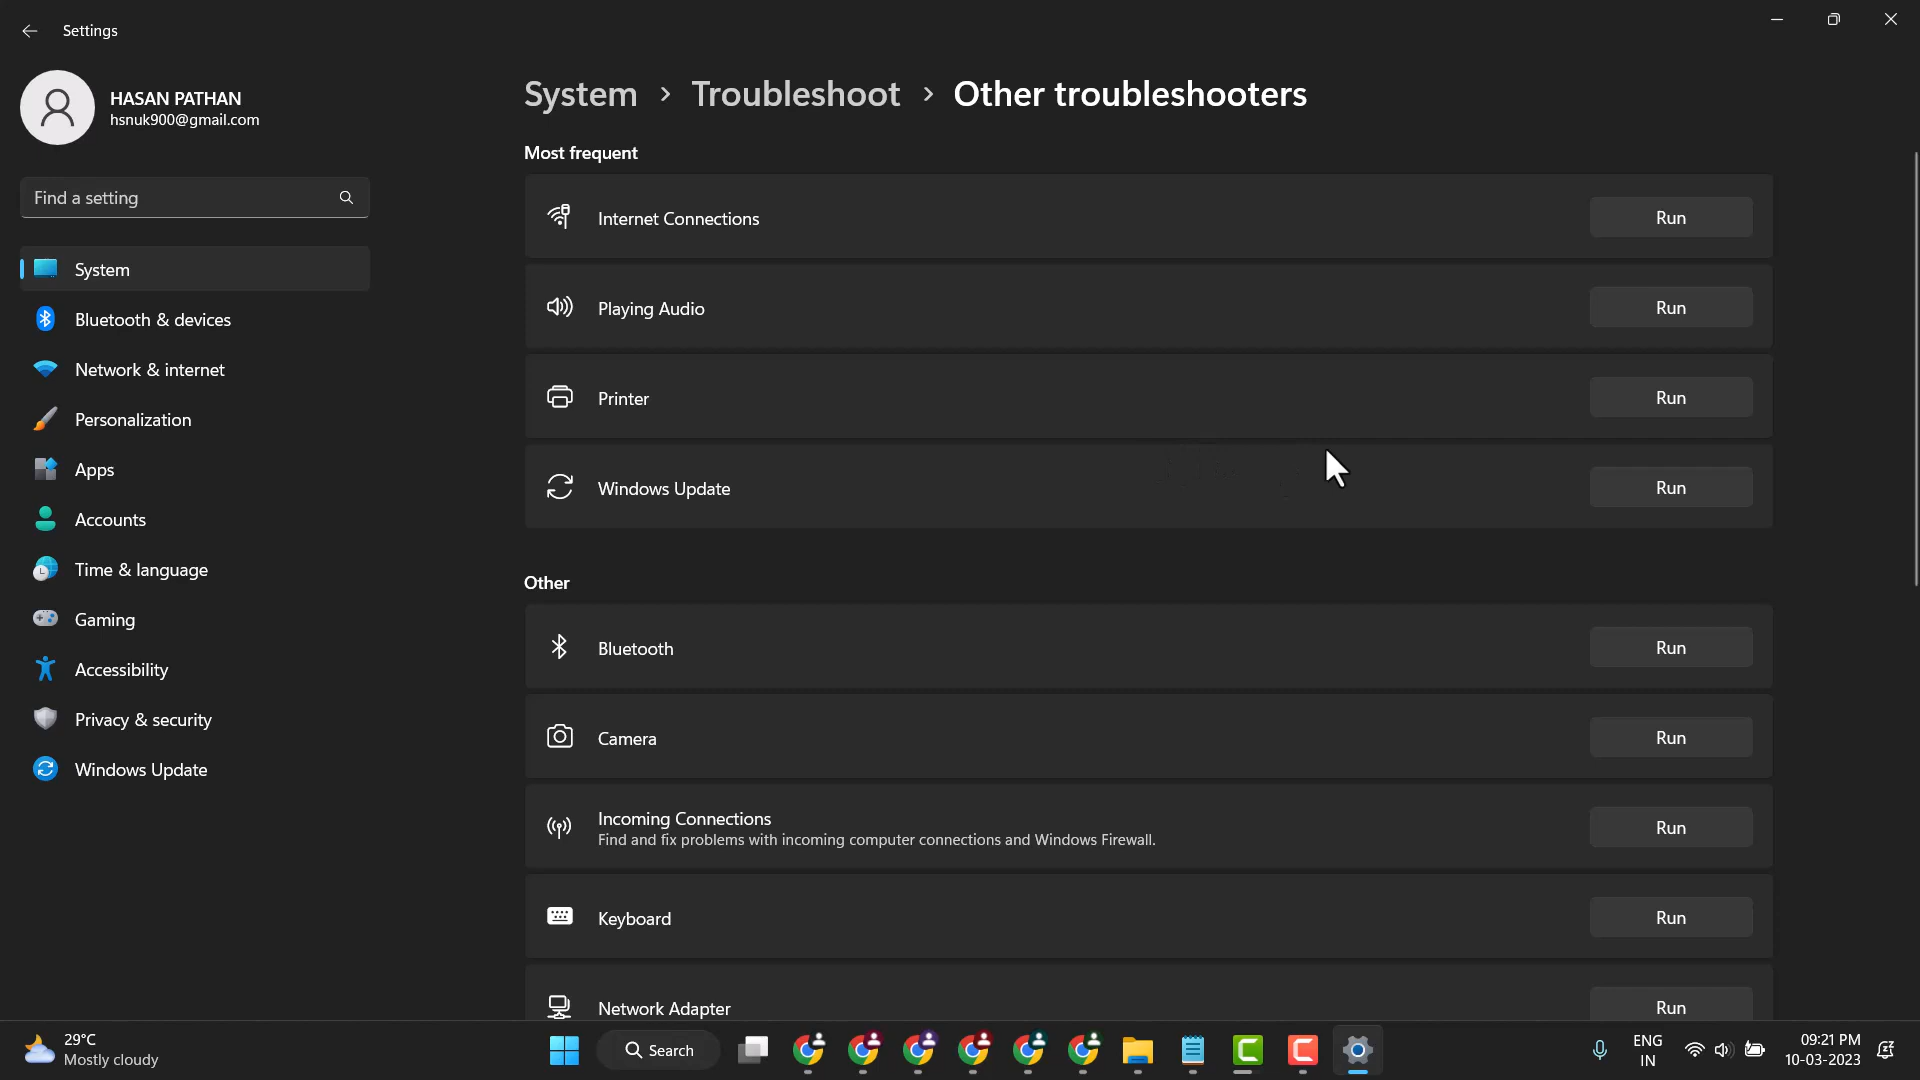 Settings
HASAN PATHAN
hsnuk900@gmail.com
Find a setting
System
Bluetooth & devices
Network & internet
Personalization
Apps
Accounts
Time & language
Gaming
Accessibility
Privacy & security
Windows Update
System > Troubleshoot > Other troubleshooters
Most frequent
Internet Connections Run
Playing Audio Run
Printer Run
Windows Update Run
Other
Bluetooth Run
Camera Run
Incoming Connections
Find and fix problems with incoming computer connections and Windows Firewall.
Run
Keyboard Run
Network Adapter Run
29°C
Mostly cloudy
Search
ENG
IN
09:21 PM
10-03-2023